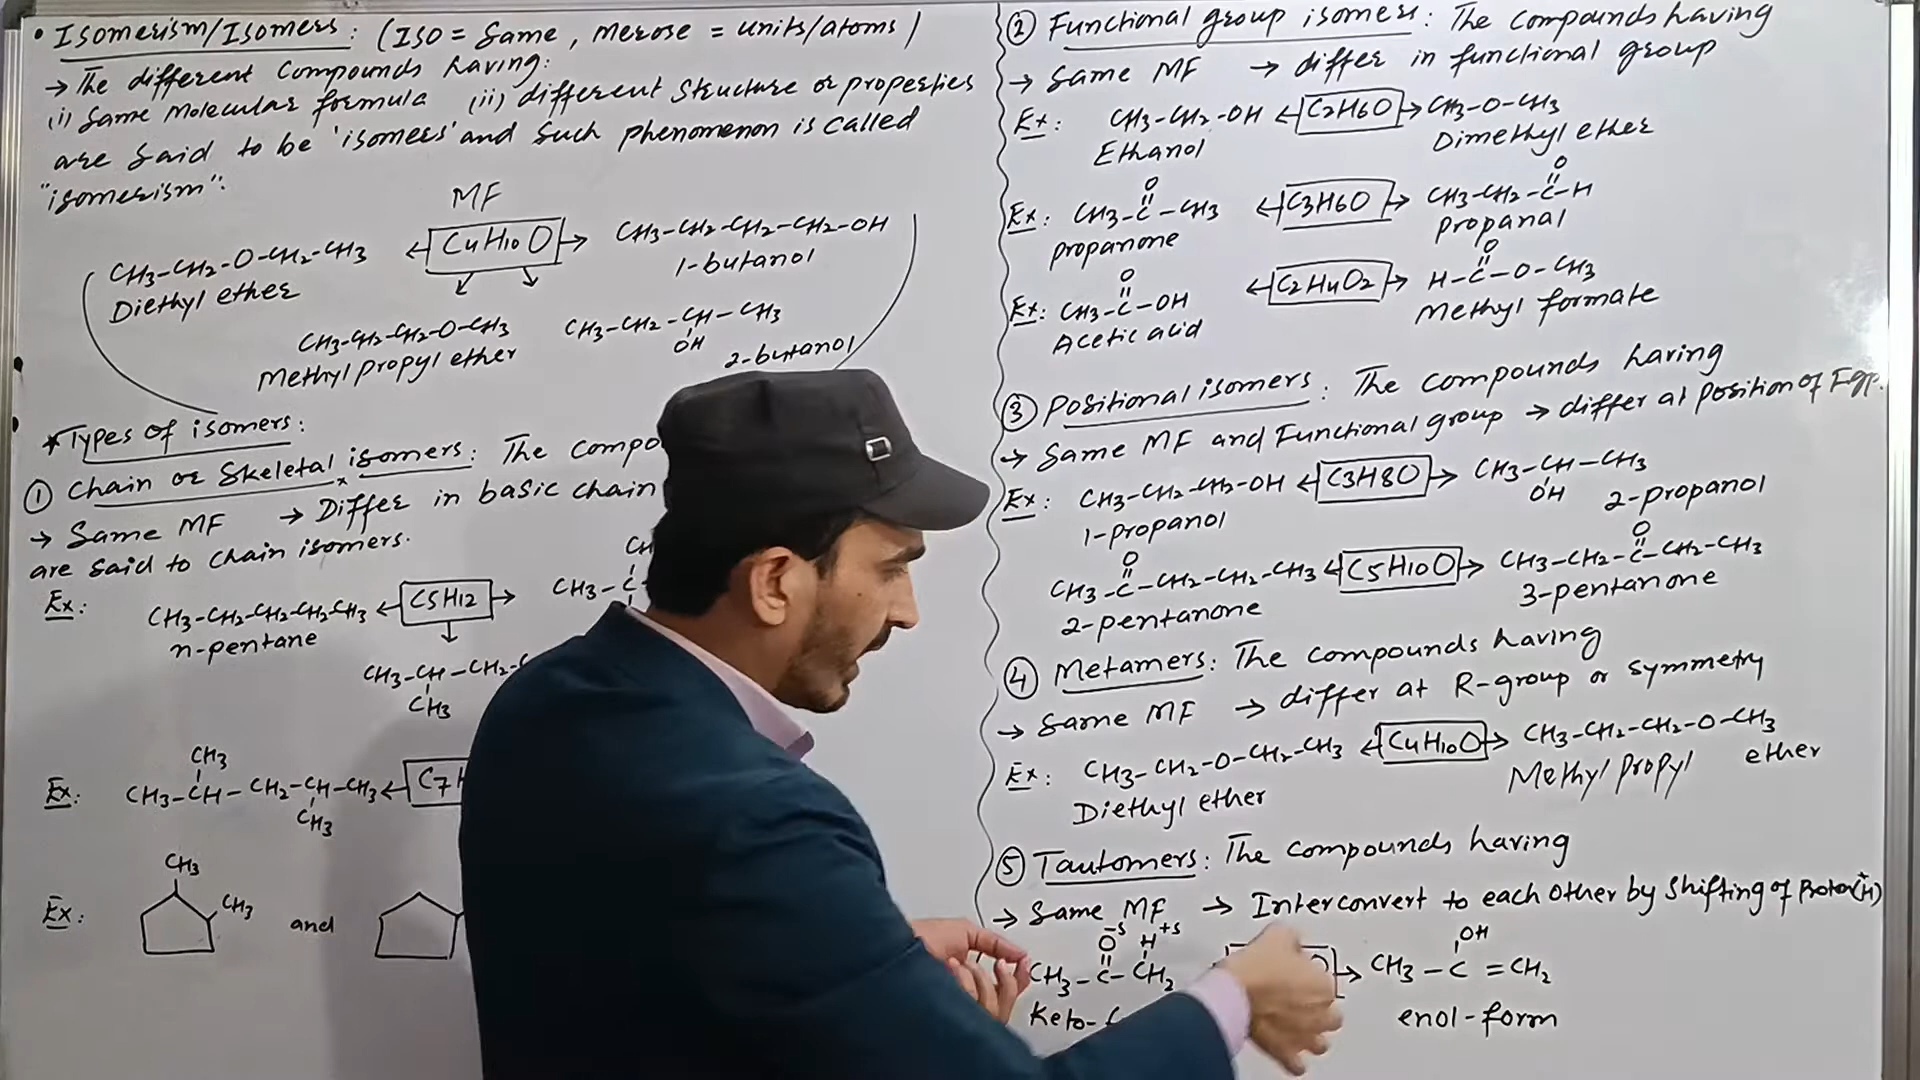 • Isomerism/Isomers: (Iso = Same, merose = units/atoms)
→ The different Compounds having:
(i) Same Molecular formula (ii) different Structure or properties
are said to be 'isomers' and such phenomenon is called
"isomerism".
MF
CH3-CH2-O-CH2-CH3 ← C4H10O → CH3-CH2-CH2-CH2-OH
Diethyl ether
1-butanol
CH3-CH2-CH2-O-CH3
Methyl propyl ether
CH3-CH2-CH-CH3
OH
2-butanol
* Types of isomers:
① Chain or Skeletal isomers: The compo
→ Same MF → Differ in basic chain
are said to chain isomers.
Ex: CH3-CH2-CH2-CH2-CH3 ← C5H12 → CH3-C
n-pentane
CH3-CH-CH2-
CH3
CH3
Ex: CH3-CH-CH2-CH-CH3 ← C7
CH3
CH3
Ex: CH3 and
② Functional group isomers: The compounds having
→ Same MF → differ in functional group
Ex: CH3-CH2-OH ← C2H6O → CH3-O-CH3
Ethanol
Dimethyl ether
O
O
Ex: CH3-C-CH3 ← C3H6O → CH3-CH2-C-H
propanone
propanal
O
O
Ex: CH3-C-OH ← C2H4O2 → H-C-O-CH3
Acetic acid
Methyl formate
③ Positional isomers: The compounds having
→ Same MF and Functional group → differ at Position of F.gp.
Ex: CH3-CH2-CH2-OH ← C3H8O → CH3-CH-CH3
OH
1-propanol
2-propanol
O
O
CH3-C-CH2-CH2-CH3 ← C5H10O → CH3-CH2-C-CH2-CH3
2-pentanone
3-pentanone
④ Metamers: The compounds having
→ Same MF → differ at R-group or symmetry
Ex: CH3-CH2-O-CH2-CH3 ← C4H10O → CH3-CH2-CH2-O-CH3
Diethyl ether
Methyl propyl ether
⑤ Tautomers: The compounds having
→ Same MF → Interconvert to each other by shifting of Proton(H+)
O-δ H+δ
OH
CH3-C-CH2 → CH3-C=CH2
Keto-
enol-form